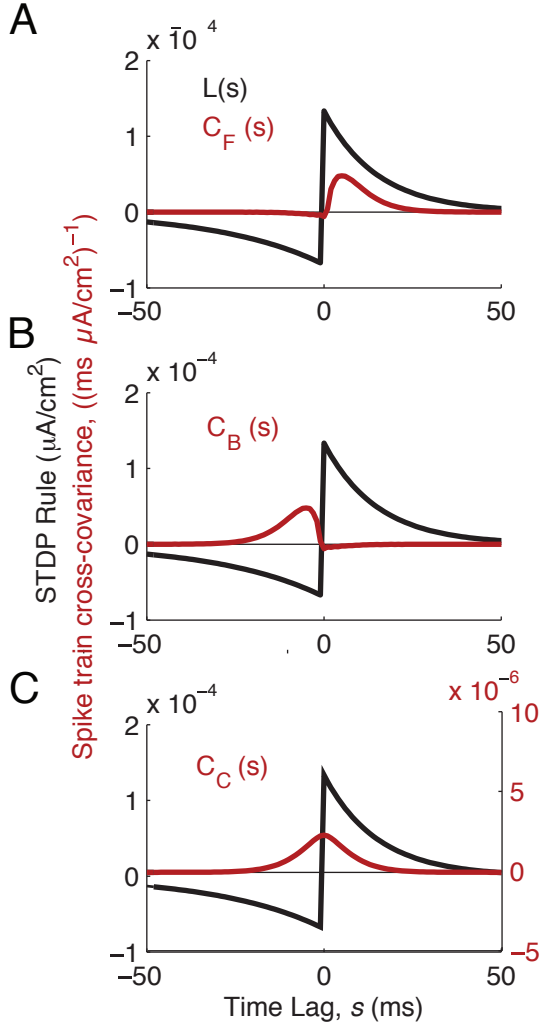 A
x 10⁻⁴
2
L(s)
C_F (s)
1
0
−1
−50
0
50
B
x 10⁻⁴
2
C_B (s)
1
0
−1
−50
0
50
STDP Rule (μA/cm²)
Spike train cross-covariance, ((ms μA/cm²)⁻¹
C
x 10⁻⁴
x 10⁻⁶
2
10
C_C (s)
1
5
0
0
−1
−5
−50
0
50
Time Lag, s (ms)